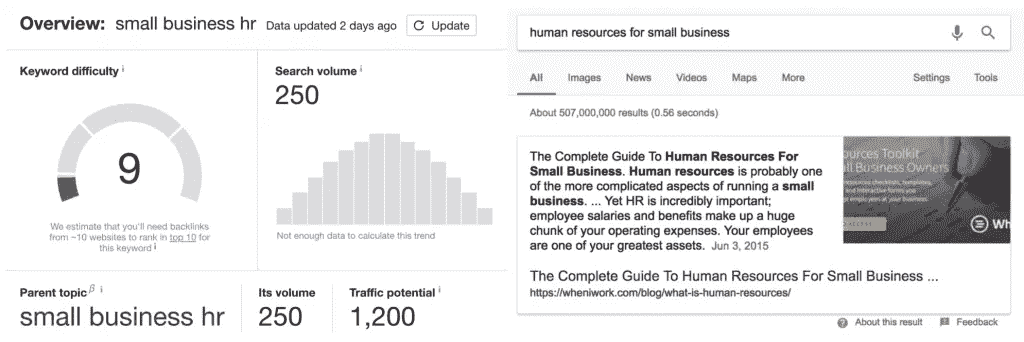 Overview: small business hr Data updated 2 days ago Update
Keyword difficulty i
9
We estimate that you'll need backlinks
from ~10 websites to rank in top 10 for
this keyword i
Search volume i
250
Not enough data to calculate this trend
Parent topic β i
small business hr
Its volume
250
Traffic potential i
1,200
human resources for small business
All Images News Videos Maps More Settings Tools
About 507,000,000 results (0.56 seconds)
The Complete Guide To Human Resources For
Small Business. Human resources is probably one
of the more complicated aspects of running a small
business. ... Yet HR is incredibly important;
employee salaries and benefits make up a huge
chunk of your operating expenses. Your employees
are one of your greatest assets. Jun 3, 2015
ources Toolkit
all Business Owners
Wh
The Complete Guide To Human Resources For Small Business ...
https://wheniwork.com/blog/what-is-human-resources/
About this result Feedback